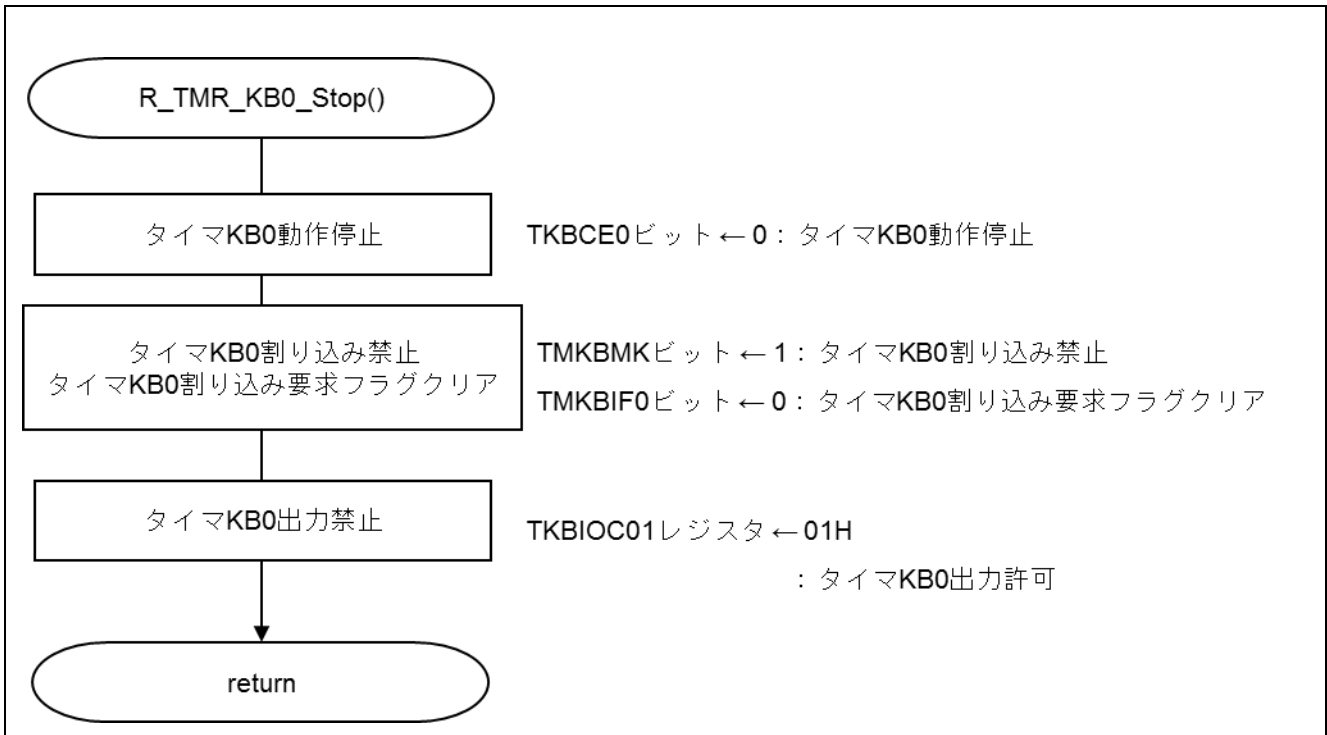 R_TMR_KB0_Stop()
タイマKB0動作停止
TKBCE0ビット ← 0 : タイマKB0動作停止
タイマKB0割り込み禁止
タイマKB0割り込み要求フラグクリア
TMKBMKビット ← 1 : タイマKB0割り込み禁止
TMKBIF0ビット ← 0 : タイマKB0割り込み要求フラグクリア
タイマKB0出力禁止
TKBIOC01レジスタ ← 01H
: タイマKB0出力許可
return